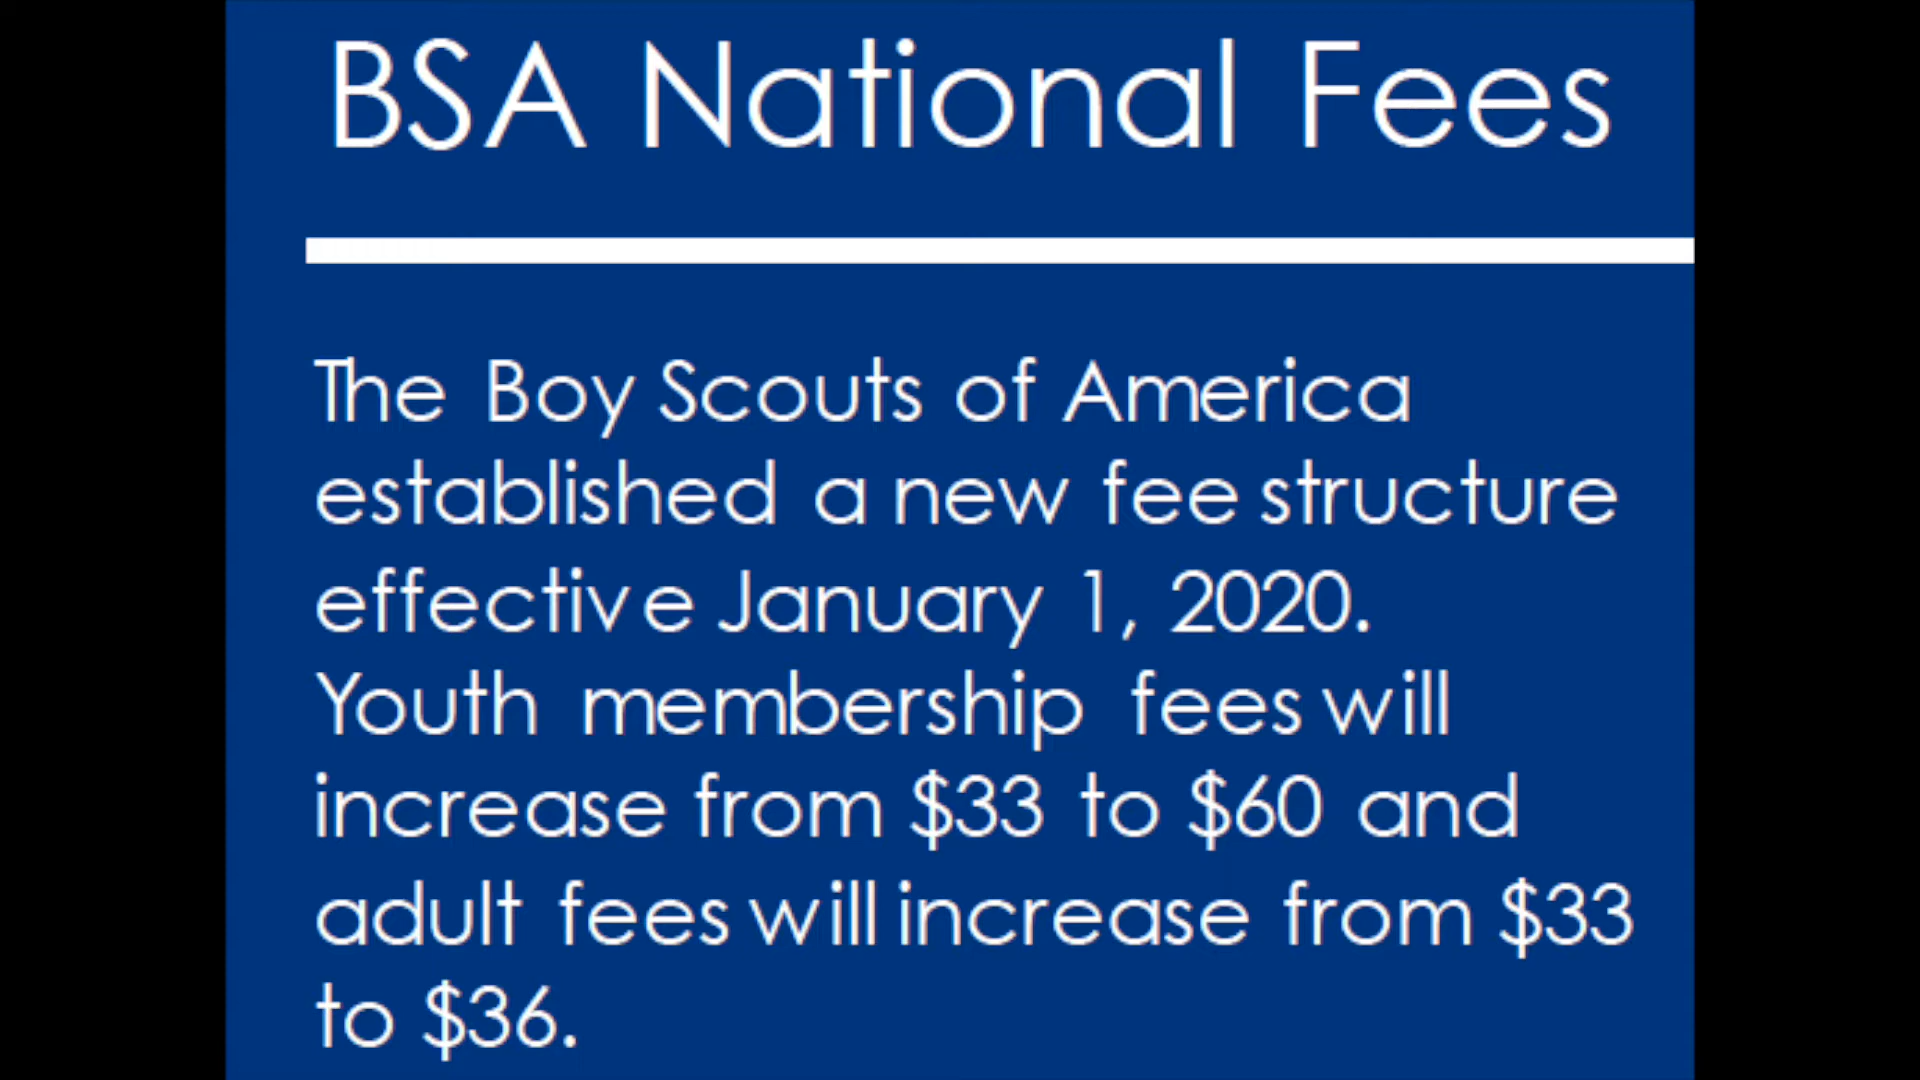 BSA National Fees
The Boy Scouts of America
established a new fee structure
effective January 1, 2020.
Youth membership fees will
increase from $33 to $60 and
adult fees will increase from $33
to $36.